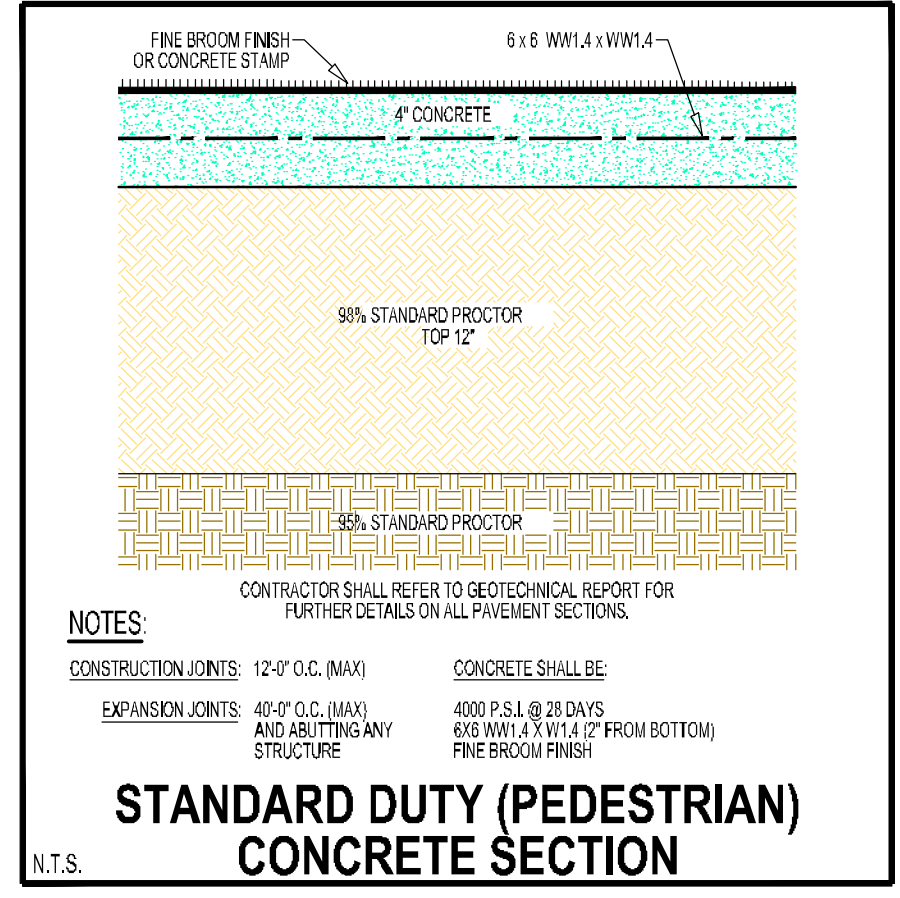 FINE BROOM FINISH
OR CONCRETE STAMP
6 x 6 WW1.4 x WW1.4
4" CONCRETE
98% STANDARD PROCTOR
TOP 12"
95% STANDARD PROCTOR
CONTRACTOR SHALL REFER TO GEOTECHNICAL REPORT FOR
FURTHER DETAILS ON ALL PAVEMENT SECTIONS.
NOTES:
CONSTRUCTION JOINTS: 12'-0" O.C. (MAX)
EXPANSION JOINTS: 40'-0" O.C. (MAX)
AND ABUTTING ANY
STRUCTURE
CONCRETE SHALL BE:
4000 P.S.I. @ 28 DAYS
6X6 WW1.4 X W1.4 (2" FROM BOTTOM)
FINE BROOM FINISH
STANDARD DUTY (PEDESTRIAN)
CONCRETE SECTION
N.T.S.